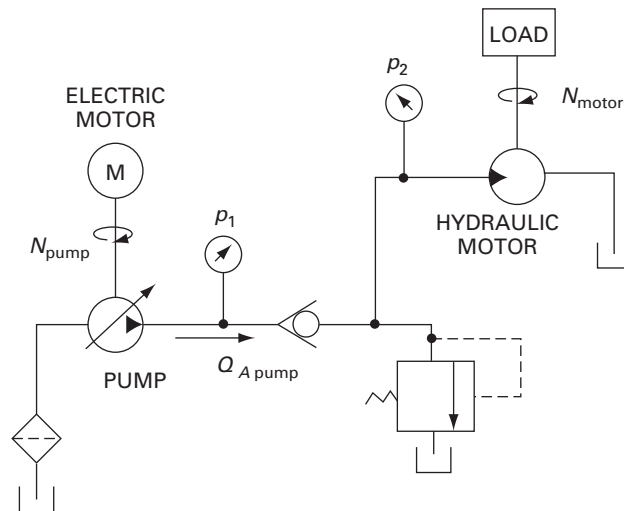 LOAD
p2
ELECTRIC
MOTOR
Nmotor
M
p1
HYDRAULIC
MOTOR
Npump
PUMP
QA pump